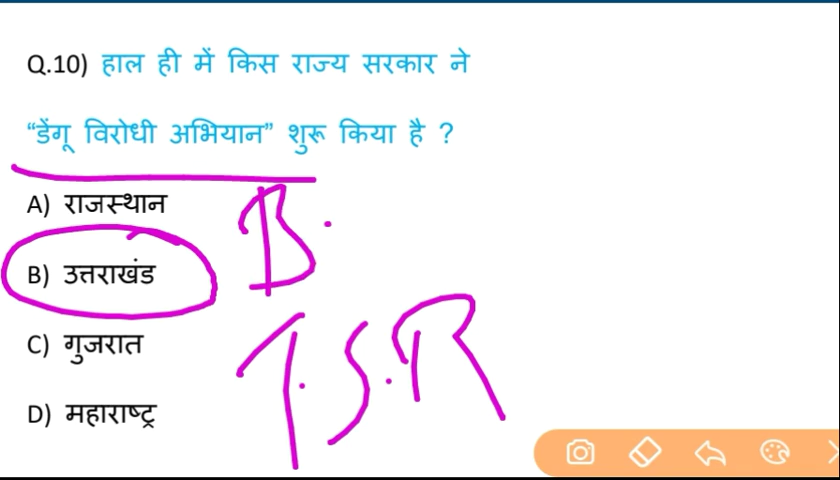 Q.10) हाल ही में किस राज्य सरकार ने
“डेंगू विरोधी अभियान” शुरू किया है ?
A) राजस्थान
B.
B) उत्तराखंड
C) गुजरात
T.S.R
D) महाराष्ट्र